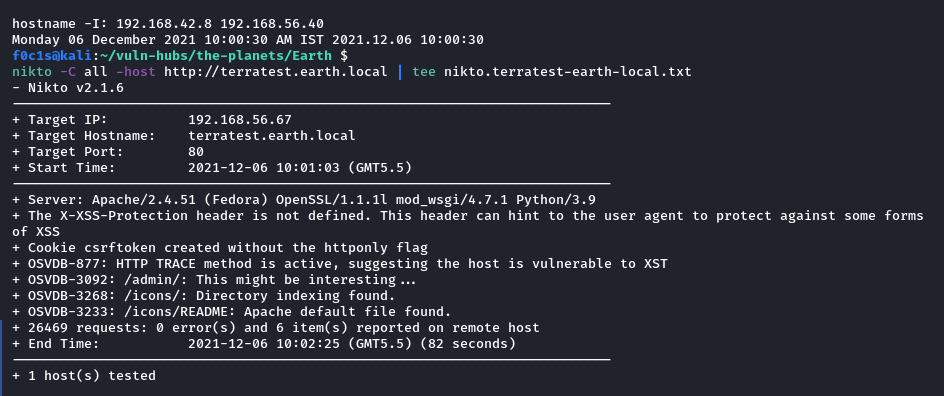 hostname -I: 192.168.42.8 192.168.56.40
Monday 06 December 2021 10:00:30 AM IST 2021.12.06 10:00:30
f0c1s@kali:~/vuln-hubs/the-planets/Earth $
nikto -C all -host http://terratest.earth.local | tee nikto.terratest-earth-local.txt
- Nikto v2.1.6
---------------------------------------------------------------------------
+ Target IP:          192.168.56.67
+ Target Hostname:    terratest.earth.local
+ Target Port:        80
+ Start Time:         2021-12-06 10:01:03 (GMT5.5)
---------------------------------------------------------------------------
+ Server: Apache/2.4.51 (Fedora) OpenSSL/1.1.1l mod_wsgi/4.7.1 Python/3.9
+ The X-XSS-Protection header is not defined. This header can hint to the user agent to protect against some forms
of XSS
+ Cookie csrftoken created without the httponly flag
+ OSVDB-877: HTTP TRACE method is active, suggesting the host is vulnerable to XST
+ OSVDB-3092: /admin/: This might be interesting...
+ OSVDB-3268: /icons/: Directory indexing found.
+ OSVDB-3233: /icons/README: Apache default file found.
+ 26469 requests: 0 error(s) and 6 item(s) reported on remote host
+ End Time:           2021-12-06 10:02:25 (GMT5.5) (82 seconds)
---------------------------------------------------------------------------
+ 1 host(s) tested